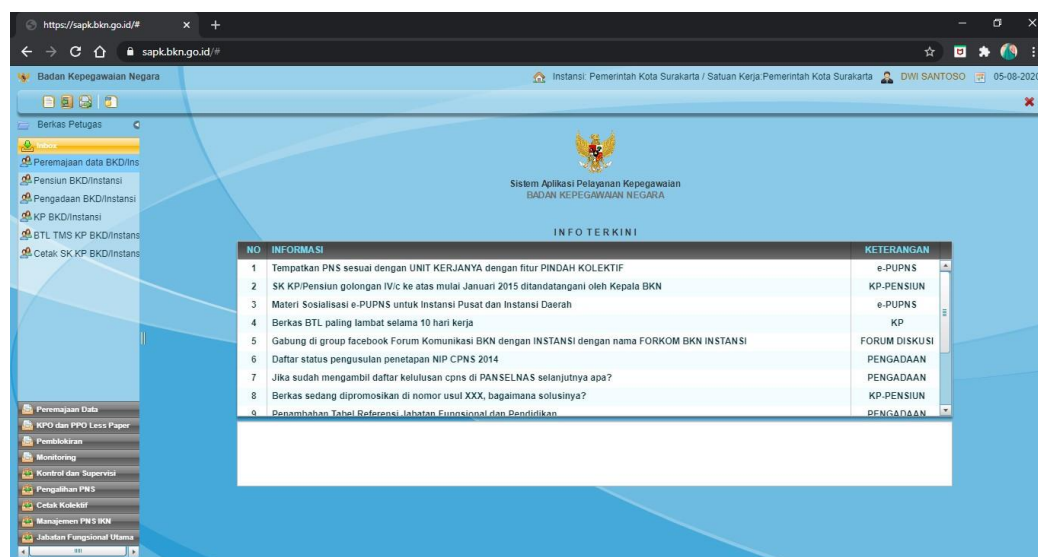 https://sapk.bkn.go.id/#
sapk.bkn.go.id/#
Badan Kepegawaian Negara
Instansi: Pemerintah Kota Surakarta / Satuan Kerja:Pemerintah Kota Surakarta
DWI SANTOSO
05-08-2020
Berkas Petugas
Inbox
Peremajaan data BKD/Ins
Pensiun BKD/Instansi
Pengadaan BKD/Instansi
KP BKD/Instansi
BTL TMS KP BKD/Instans
Cetak SK KP BKD/Instans
Sistem Aplikasi Pelayanan Kepegawaian
BADAN KEPEGAWAIAN NEGARA
INFO TERKINI
NO INFORMASI KETERANGAN
1 Tempatkan PNS sesuai dengan UNIT KERJANYA dengan fitur PINDAH KOLEKTIF e-PUPNS
2 SK KP/Pensiun golongan IV/c ke atas mulai Januari 2015 ditandatangani oleh Kepala BKN KP-PENSIUN
3 Materi Sosialisasi e-PUPNS untuk Instansi Pusat dan Instansi Daerah e-PUPNS
4 Berkas BTL paling lambat selama 10 hari kerja KP
5 Gabung di group facebook Forum Komunikasi BKN dengan INSTANSI dengan nama FORKOM BKN INSTANSI FORUM DISKUSI
6 Daftar status pengusulan penetapan NIP CPNS 2014 PENGADAAN
7 Jika sudah mengambil daftar kelulusan cpns di PANSELNAS selanjutnya apa? PENGADAAN
8 Berkas sedang dipromosikan di nomor usul XXX, bagaimana solusinya? KP-PENSIUN
9 Penambahan Tabel Referensi Jabatan Fungsional dan Pendidikan PENGADAAN
Peremajaan Data
KPO dan PPO Less Paper
Pemblokiran
Monitoring
Kontrol dan Supervisi
Pengalihan PNS
Cetak Kolektif
Manajemen PNS IKN
Jabatan Fungsional Utama